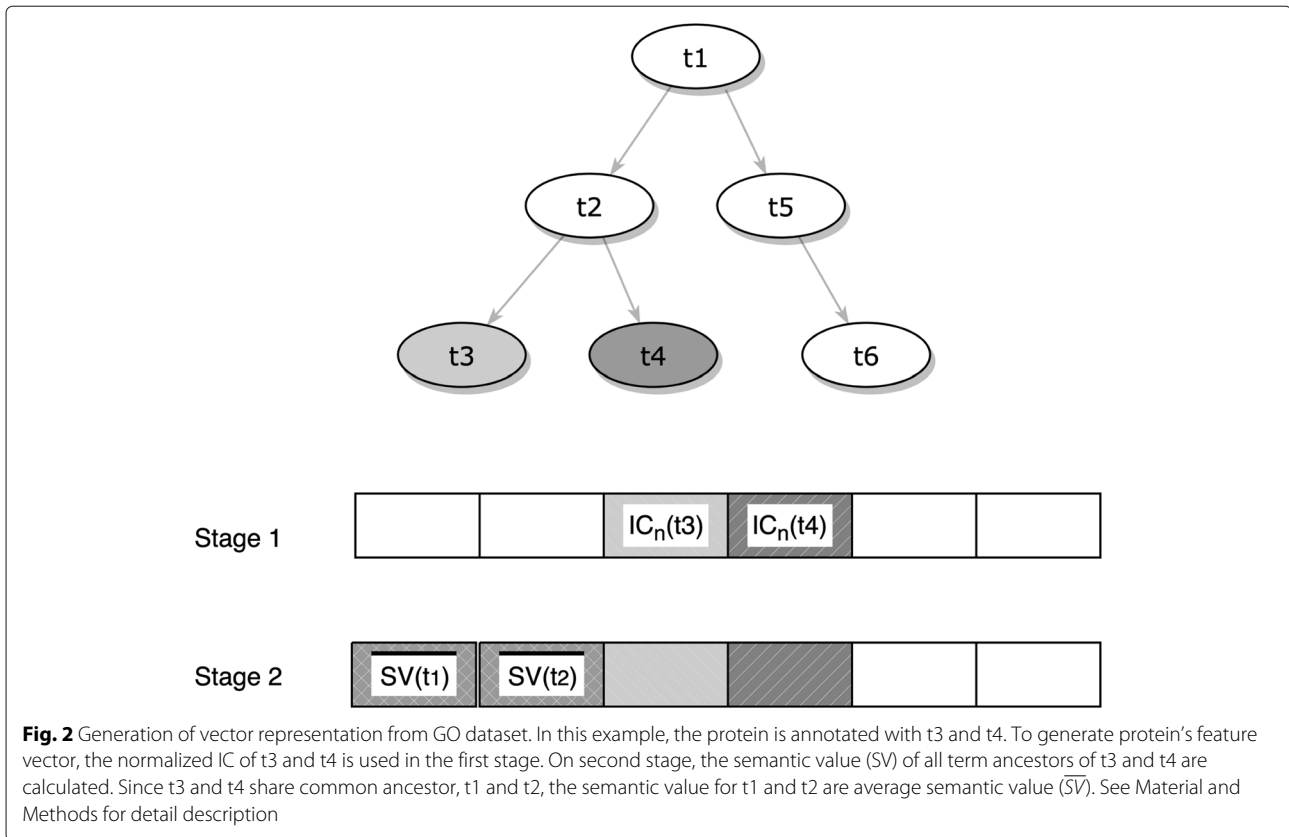 t1
t2
t5
t3
t4
t6
Stage 1
IC_n(t3)
IC_n(t4)
Stage 2
S̅V̅(t1)
S̅V̅(t2)
Fig. 2 Generation of vector representation from GO dataset. In this example, the protein is annotated with t3 and t4. To generate protein's feature
vector, the normalized IC of t3 and t4 is used in the first stage. On second stage, the semantic value (SV) of all term ancestors of t3 and t4 are
calculated. Since t3 and t4 share common ancestor, t1 and t2, the semantic value for t1 and t2 are average semantic value (S̅V̅). See Material and
Methods for detail description